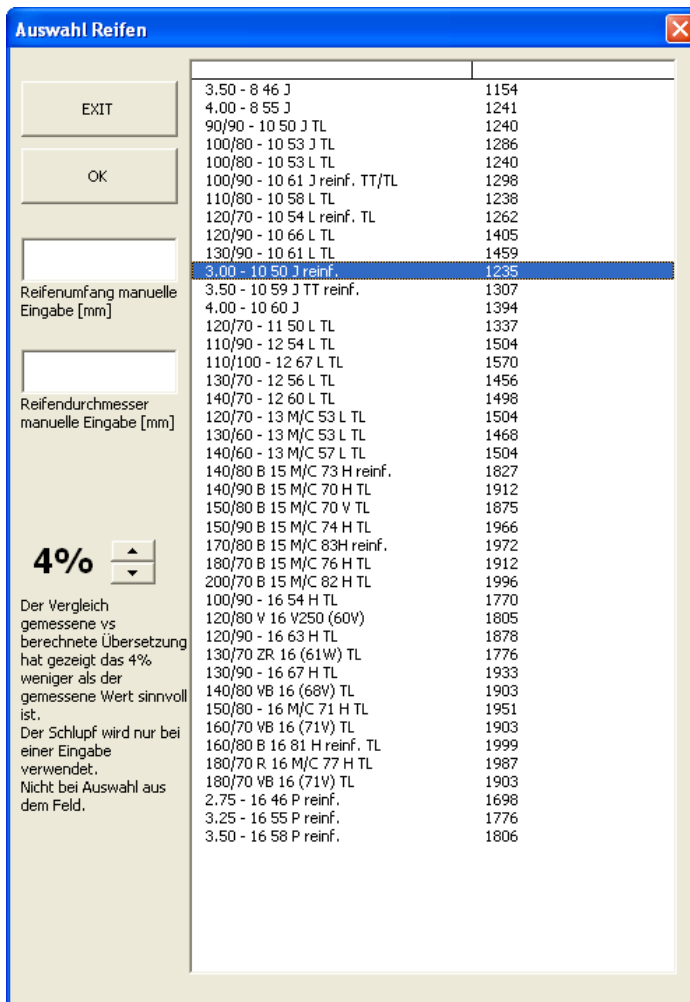 Auswahl Reifen
EXIT
OK
Reifenumfang manuelle
Eingabe [mm]
Reifendurchmesser
manuelle Eingabe [mm]
4%
Der Vergleich
gemessene vs
berechnete Übersetzung
hat gezeigt das 4%
weniger als der
gemessene Wert sinnvoll
ist.
Der Schlupf wird nur bei
einer Eingabe
verwendet.
Nicht bei Auswahl aus
dem Feld.
3.50 - 8 46 J 1154
4.00 - 8 55 J 1241
90/90 - 10 50 J TL 1240
100/80 - 10 53 J TL 1286
100/80 - 10 53 L TL 1240
100/90 - 10 61 J reinf. TT/TL 1298
110/80 - 10 58 L TL 1238
120/70 - 10 54 L reinf. TL 1262
120/90 - 10 66 L TL 1405
130/90 - 10 61 L TL 1459
3.00 - 10 50 J reinf. 1235
3.50 - 10 59 J TT reinf. 1307
4.00 - 10 60 J 1394
120/70 - 11 50 L TL 1337
110/90 - 12 54 L TL 1504
110/100 - 12 67 L TL 1570
130/70 - 12 56 L TL 1456
140/70 - 12 60 L TL 1498
120/70 - 13 M/C 53 L TL 1504
130/60 - 13 M/C 53 L TL 1468
140/60 - 13 M/C 57 L TL 1504
140/80 B 15 M/C 73 H reinf. 1827
140/90 B 15 M/C 70 H TL 1912
150/80 B 15 M/C 70 V TL 1875
150/90 B 15 M/C 74 H TL 1966
170/80 B 15 M/C 83H reinf. 1972
180/70 B 15 M/C 76 H TL 1912
200/70 B 15 M/C 82 H TL 1996
100/90 - 16 54 H TL 1770
120/80 V 16 V250 (60V) 1805
120/90 - 16 63 H TL 1878
130/70 ZR 16 (61W) TL 1776
130/90 - 16 67 H TL 1933
140/80 VB 16 (68V) TL 1903
150/80 - 16 M/C 71 H TL 1951
160/70 VB 16 (71V) TL 1903
160/80 B 16 81 H reinf. TL 1999
180/70 R 16 M/C 77 H TL 1987
180/70 VB 16 (71V) TL 1903
2.75 - 16 46 P reinf. 1698
3.25 - 16 55 P reinf. 1776
3.50 - 16 58 P reinf. 1806